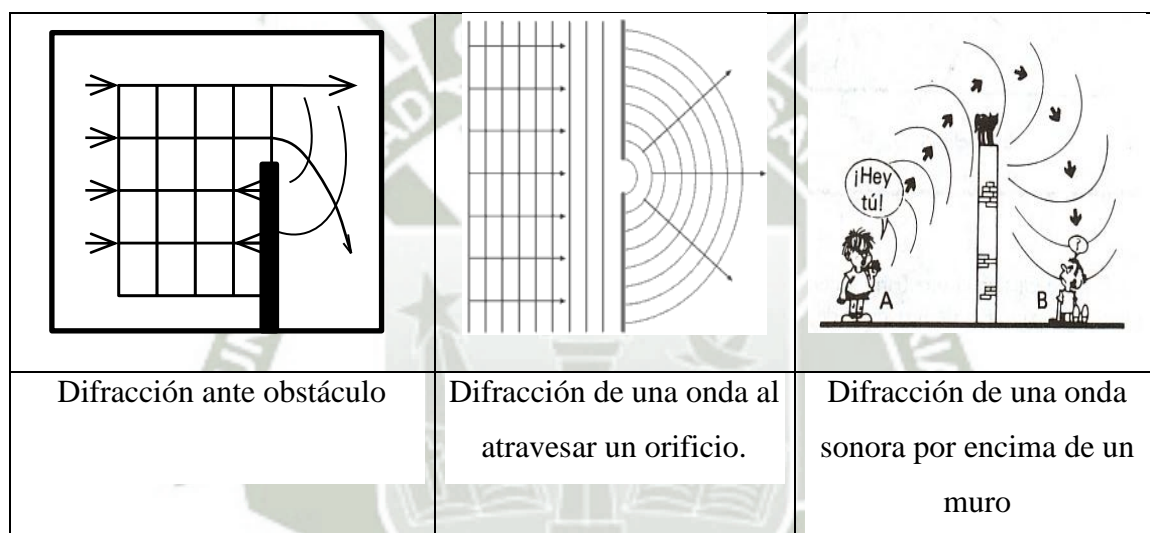 ¡Hey
tú!
A
?
B
Difracción ante obstáculo
Difracción de una onda al
atravesar un orificio.
Difracción de una onda
sonora por encima de un
muro